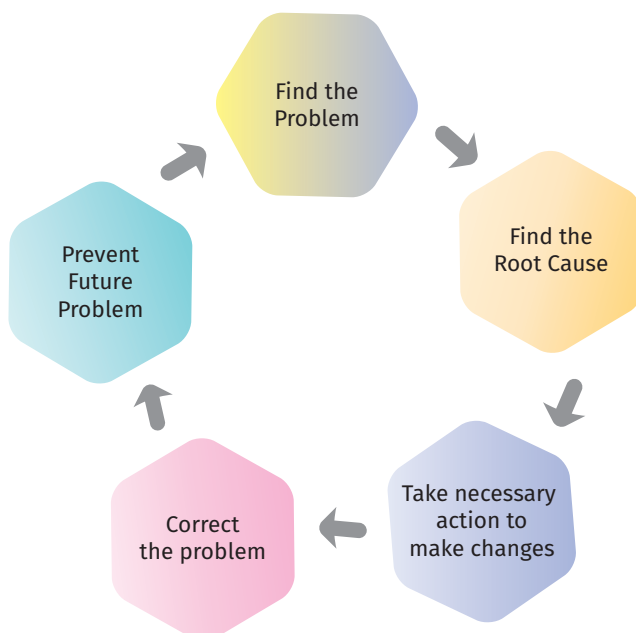 Find the
Problem
Find the
Root Cause
Take necessary
action to
make changes
Correct
the problem
Prevent
Future
Problem